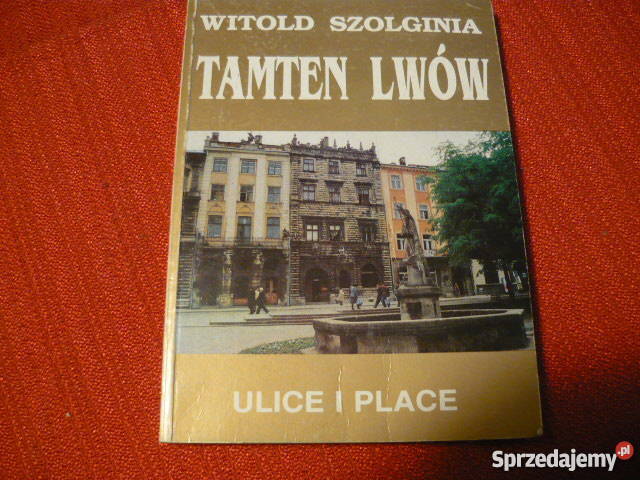 WITOLD SZOLGINIA
TAMTEN LWÓW
ULICE I PLACE
Sprzedajemy.pl